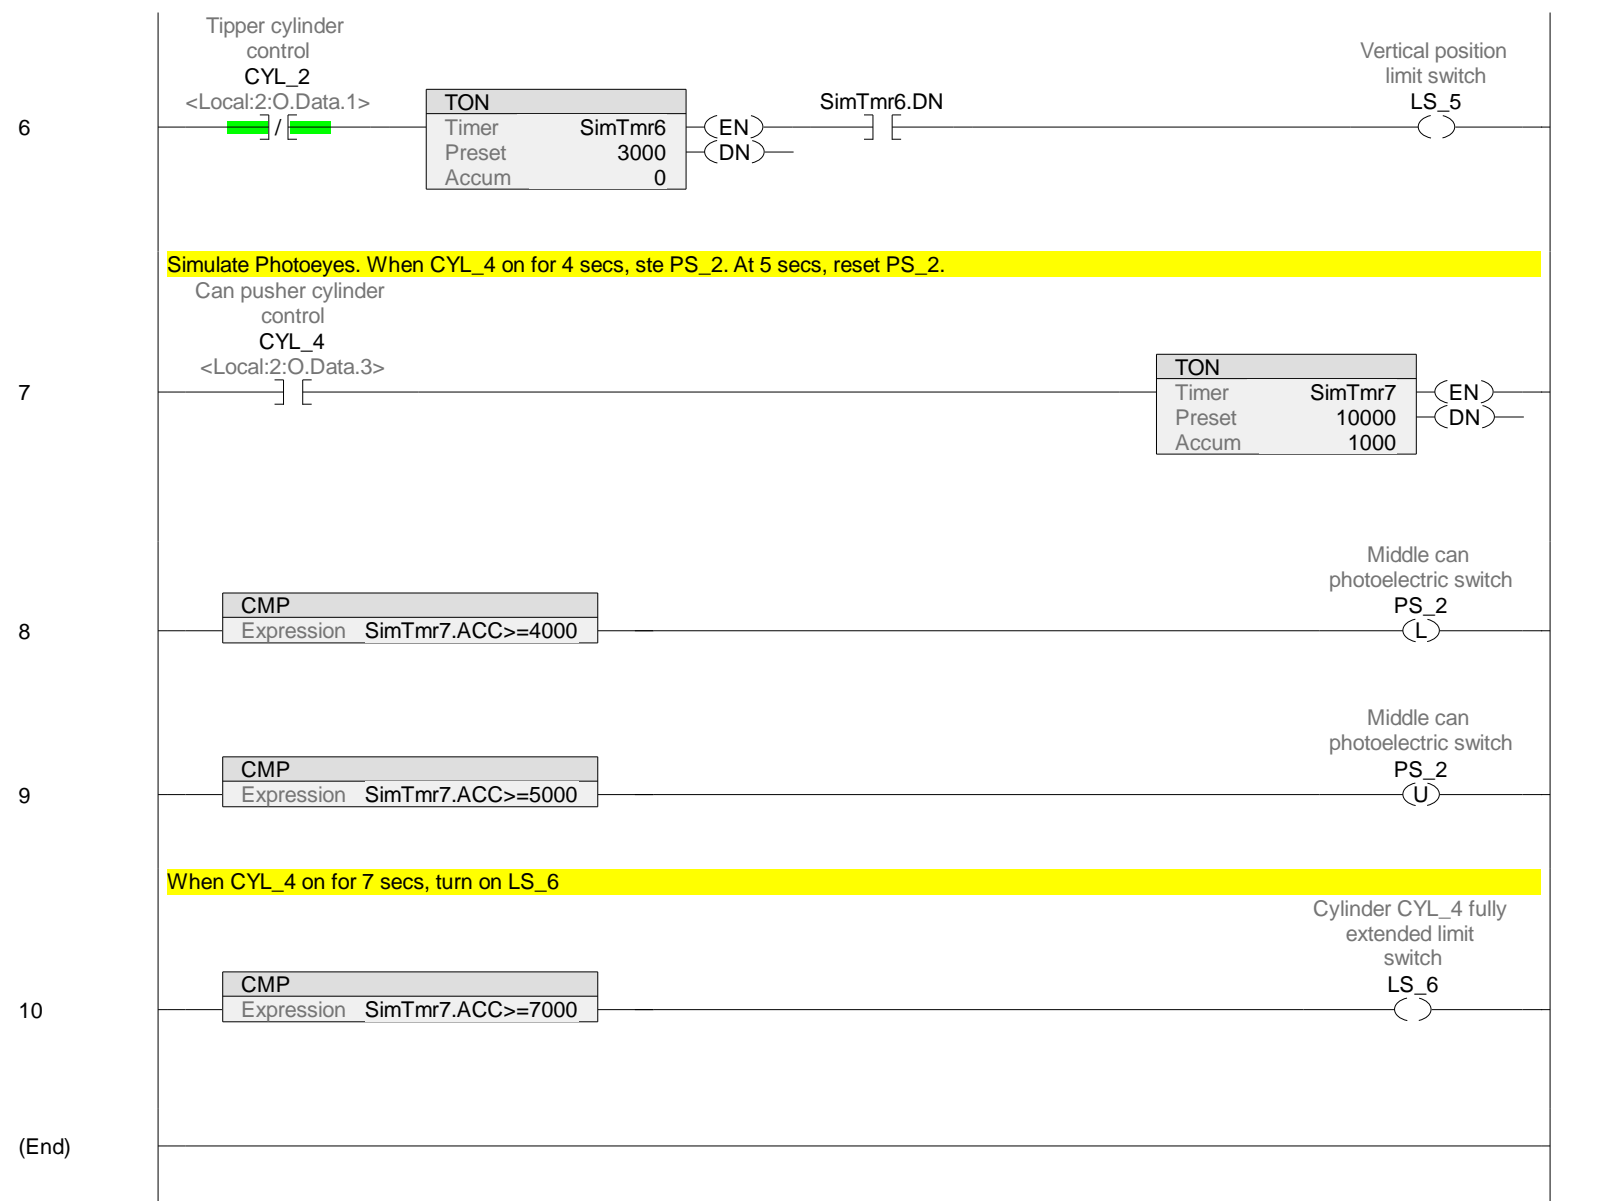 Tipper cylinder
control
CYL_2
<Local:2:O.Data.1>
Vertical position
limit switch
LS_5
6
/
TON
Timer SimTmr6
Preset 3000
Accum 0
EN
DN
SimTmr6.DN
Simulate Photoeyes. When CYL_4 on for 4 secs, ste PS_2. At 5 secs, reset PS_2.
Can pusher cylinder
control
CYL_4
<Local:2:O.Data.3>
7
TON
Timer SimTmr7
Preset 10000
Accum 1000
EN
DN
Middle can
photoelectric switch
PS_2
8
CMP
Expression SimTmr7.ACC>=4000
L
Middle can
photoelectric switch
PS_2
9
CMP
Expression SimTmr7.ACC>=5000
U
When CYL_4 on for 7 secs, turn on LS_6
Cylinder CYL_4 fully
extended limit
switch
LS_6
10
CMP
Expression SimTmr7.ACC>=7000
(End)